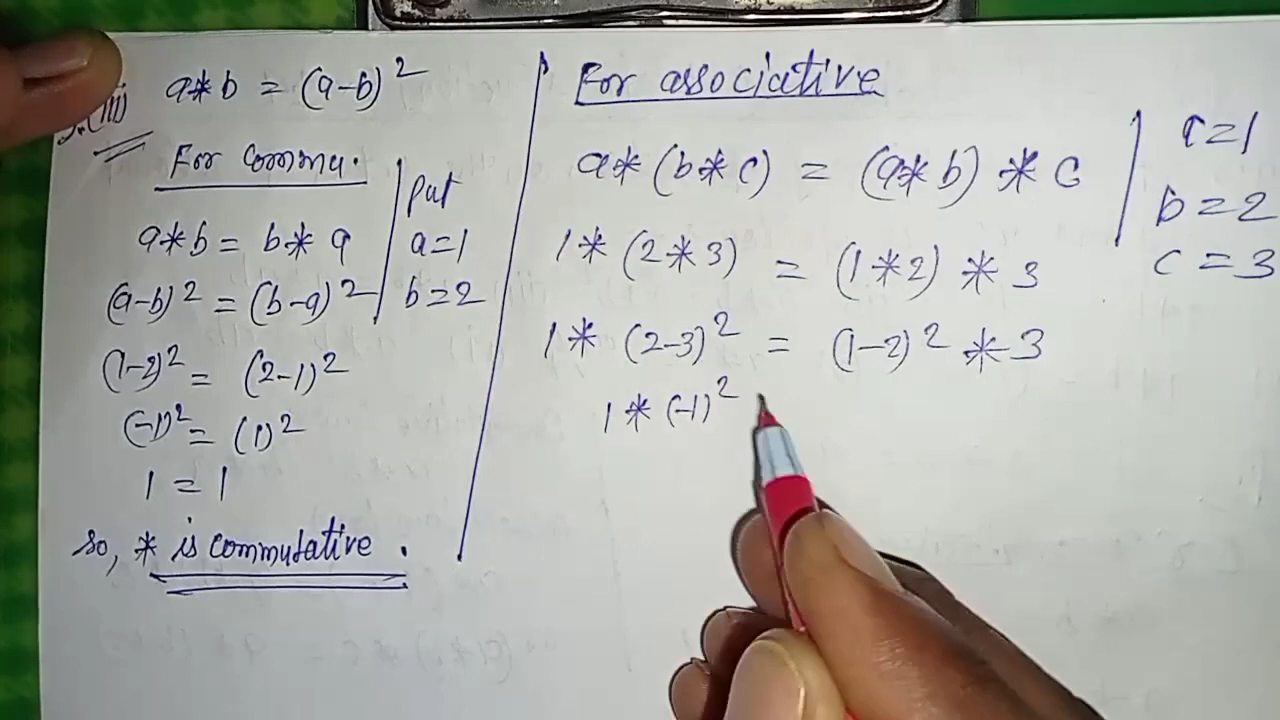 (iii) a*b = (a-b)²
For Commu.
a*b = b*a
(a-b)² = (b-a)²
(1-2)² = (2-1)²
(-1)² = (1)²
1 = 1
so, * is commutative.
Put
a=1
b=2
For associative
a*(b*c) = (a*b)*c
1*(2*3) = (1*2)*3
1*(2-3)² = (1-2)²*3
1*(-1)²
a=1
b=2
c=3